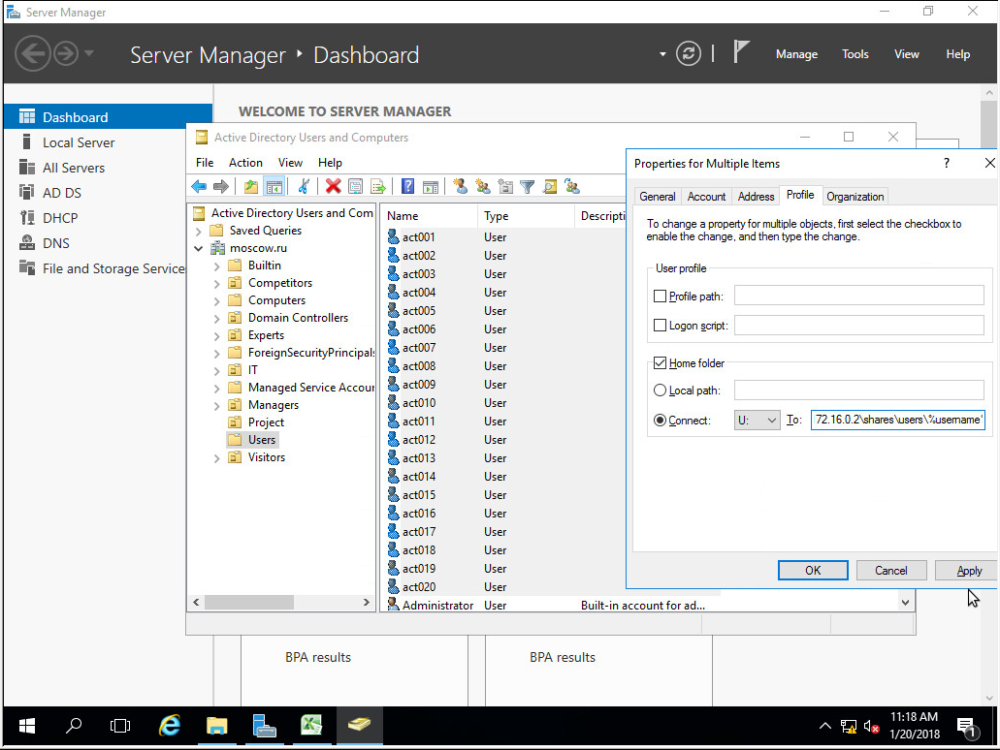 Server Manager
Server Manager ‣ Dashboard
Manage
Tools
View
Help
Dashboard
Local Server
All Servers
AD DS
DHCP
DNS
File and Storage Service
WELCOME TO SERVER MANAGER
Active Directory Users and Computers
File
Action
View
Help
Active Directory Users and Com
Saved Queries
moscow.ru
Builtin
Competitors
Computers
Domain Controllers
Experts
ForeignSecurityPrincipals
IT
Managed Service Accour
Managers
Project
Users
Visitors
Name Type Descripti
act001 User
act002 User
act003 User
act004 User
act005 User
act006 User
act007 User
act008 User
act009 User
act010 User
act011 User
act012 User
act013 User
act014 User
act015 User
act016 User
act017 User
act018 User
act019 User
act020 User
Administrator User Built-in account for ad...
Properties for Multiple Items
?
General Account Address Profile Organization
To change a property for multiple objects, first select the checkbox to
enable the change, and then type the change.
User profile
Profile path:
Logon script:
Home folder
Local path:
Connect: U: To: 72.16.0.2\shares\users\%username%
OK Cancel Apply
BPA results
BPA results
11:18 AM
1/20/2018
1